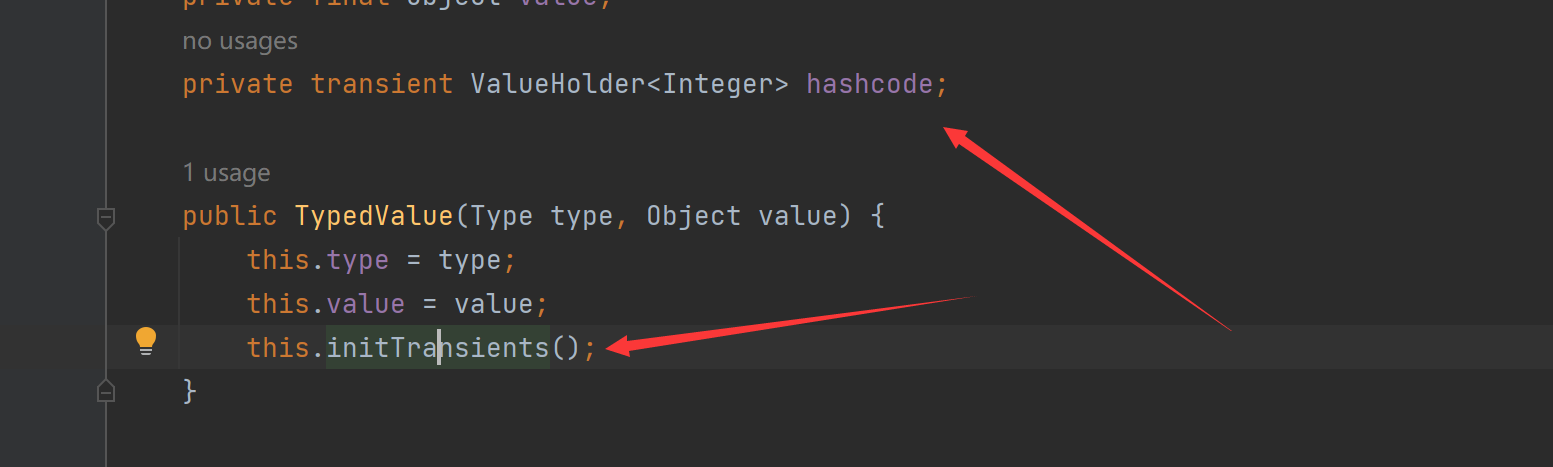 private final Object value;
no usages
private transient ValueHolder<Integer> hashcode;
1 usage
public TypedValue(Type type, Object value) {
this.type = type;
this.value = value;
this.initTransients();
}